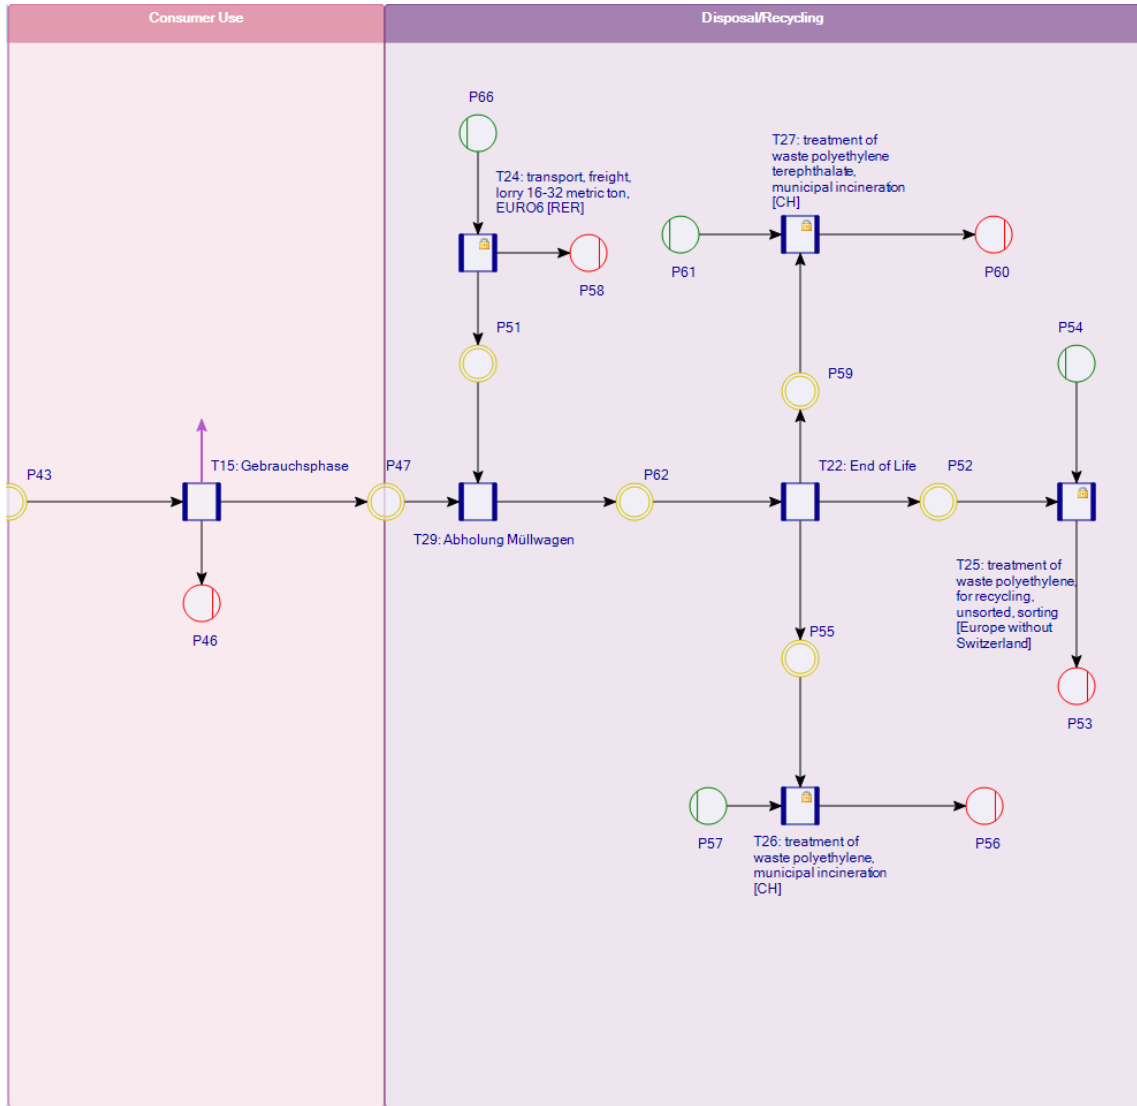 Consumer Use
Disposal/Recycling
P66
T24: transport, freight,
lorry 16-32 metric ton,
EURO6 [RER]
P58
P51
T27: treatment of
waste polyethylene
terephthalate,
municipal incineration
[CH]
P61
P60
P54
P59
P43
T15: Gebrauchsphase
P47
P62
T22: End of Life
P52
T29: Abholung Müllwagen
P46
T25: treatment of
waste polyethylene,
for recycling,
unsorted, sorting
[Europe without
Switzerland]
P55
P53
P57
T26: treatment of
waste polyethylene,
municipal incineration
[CH]
P56